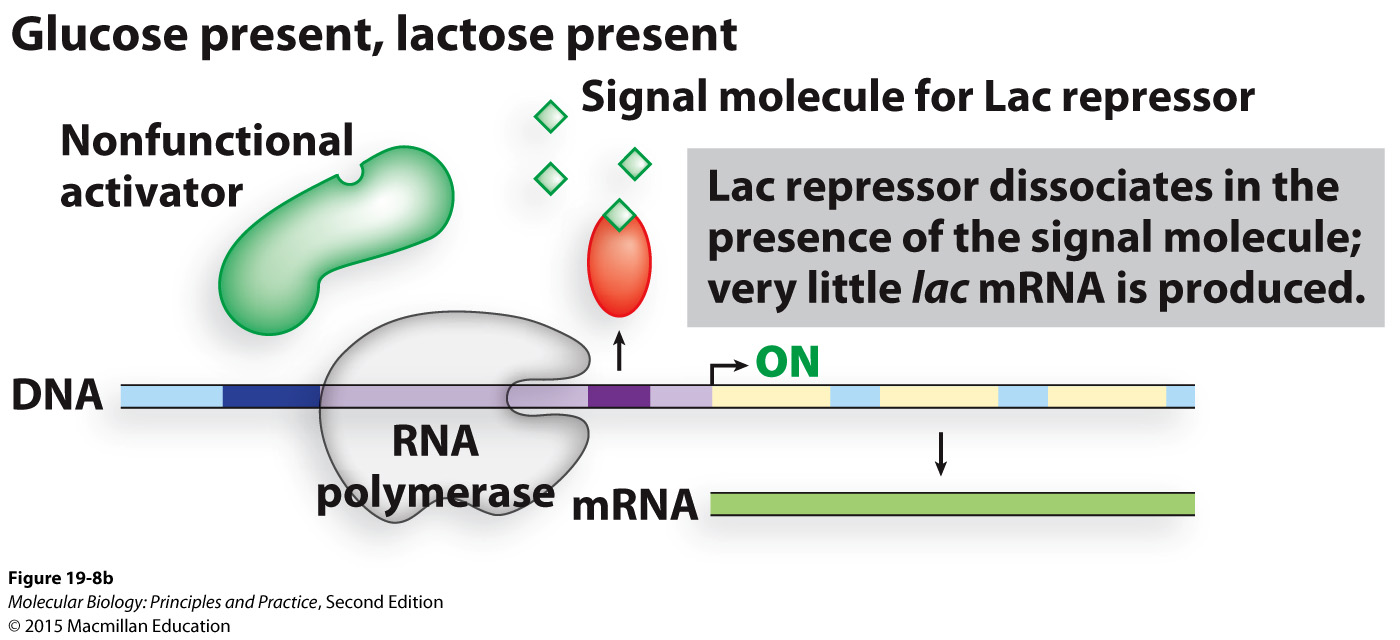 Glucose present, lactose present
Signal molecule for Lac repressor
Nonfunctional
activator
Lac repressor dissociates in the
presence of the signal molecule;
very little lac mRNA is produced.
ON
DNA
RNA
polymerase
mRNA
Figure 19-8b
Molecular Biology: Principles and Practice, Second Edition
© 2015 Macmillan Education